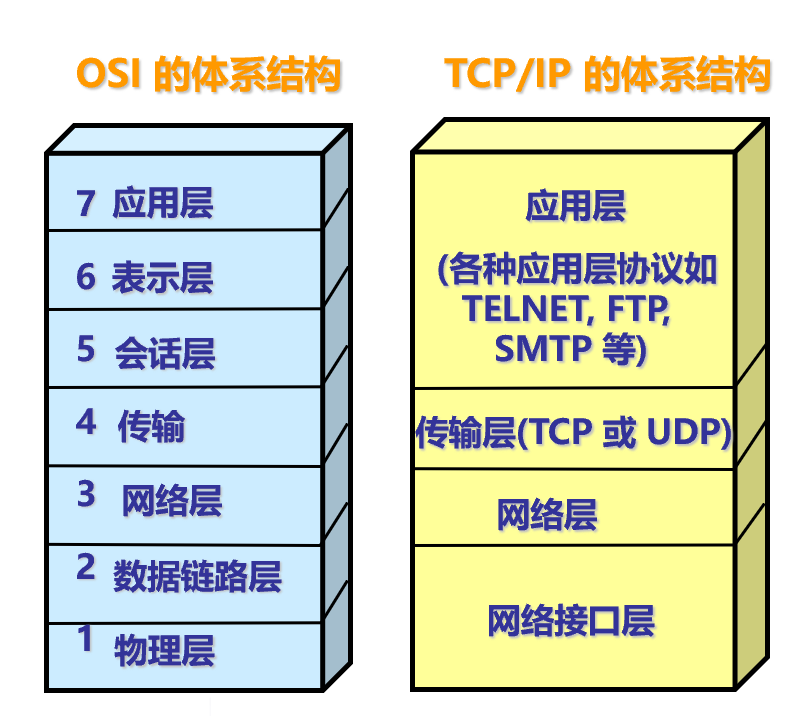 OSI 的体系结构
7 应用层
6 表示层
5 会话层
4 传输
3 网络层
2 数据链路层
1 物理层
TCP/IP 的体系结构
应用层
(各种应用层协议如
TELNET, FTP,
SMTP 等)
传输层(TCP 或 UDP)
网络层
网络接口层